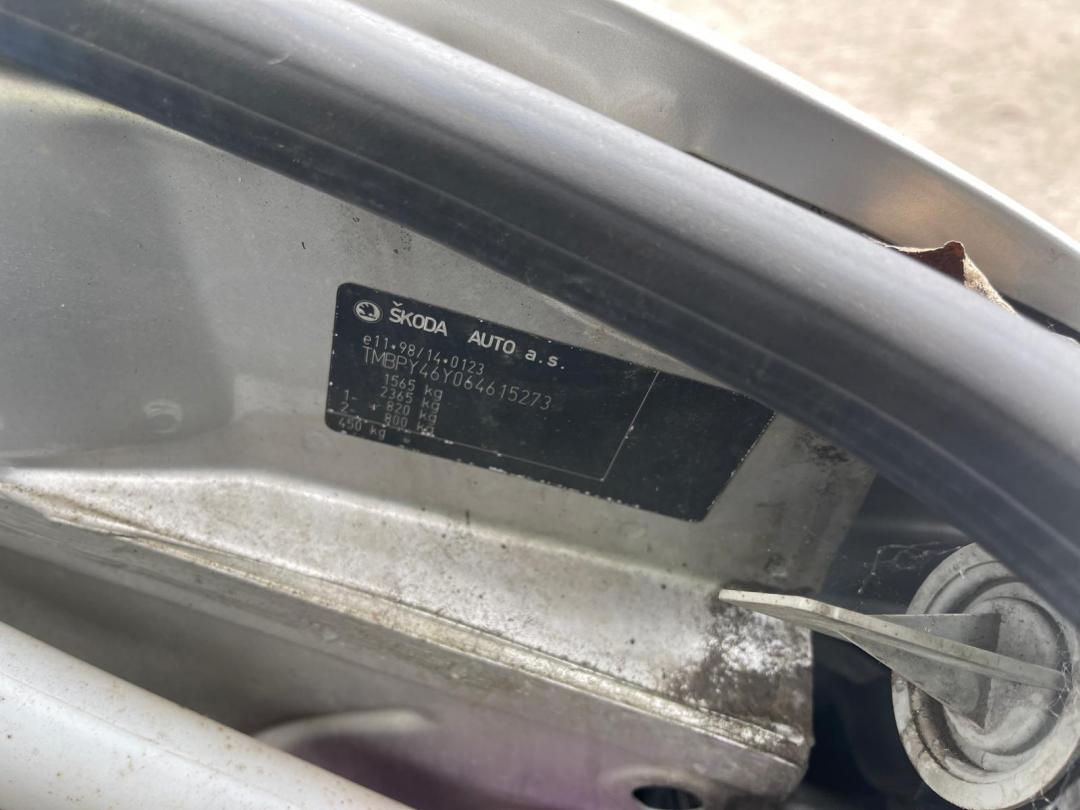 ŠKODA AUTO a.s.
e11*98/14*0123
TMBPY46Y064615273
1565 kg
2365 kg
1- 820 kg
2- 800 kg
450 kg